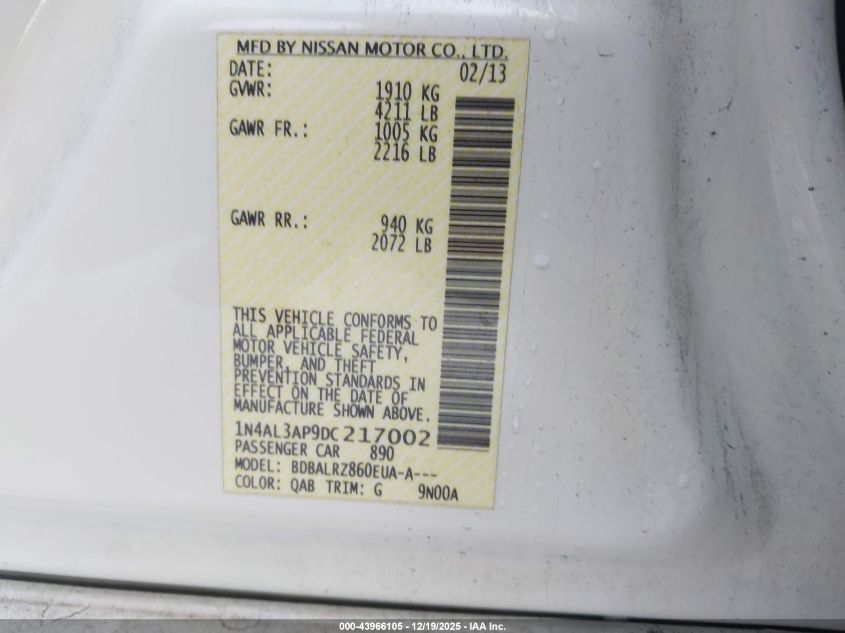 MFD BY NISSAN MOTOR CO., LTD.
DATE: 02/13
GVWR: 1910 KG
4211 LB
GAWR FR.: 1005 KG
2216 LB
GAWR RR.: 940 KG
2072 LB
THIS VEHICLE CONFORMS TO
ALL APPLICABLE FEDERAL
MOTOR VEHICLE SAFETY,
BUMPER, AND THEFT
PREVENTION STANDARDS IN
EFFECT ON THE DATE OF
MANUFACTURE SHOWN ABOVE.
1N4AL3AP9DC217002
PASSENGER CAR 890
MODEL: BDBALRZ860EUA-A---
COLOR: QAB TRIM: G 9N00A
000-43966105 - 12/19/2025 - IAA Inc.